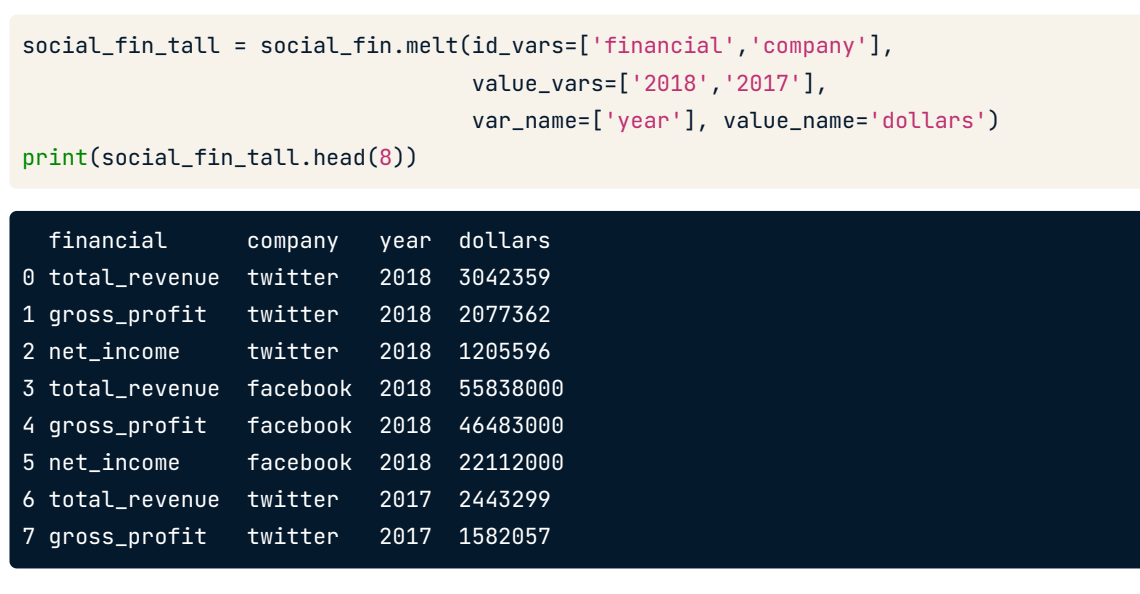 social_fin_tall = social_fin.melt(id_vars=['financial','company'],
                                  value_vars=['2018','2017'],
                                  var_name=['year'], value_name='dollars')
print(social_fin_tall.head(8))
  financial      company   year  dollars
0 total_revenue  twitter   2018  3042359
1 gross_profit   twitter   2018  2077362
2 net_income     twitter   2018  1205596
3 total_revenue  facebook  2018  55838000
4 gross_profit   facebook  2018  46483000
5 net_income     facebook  2018  22112000
6 total_revenue  twitter   2017  2443299
7 gross_profit   twitter   2017  1582057